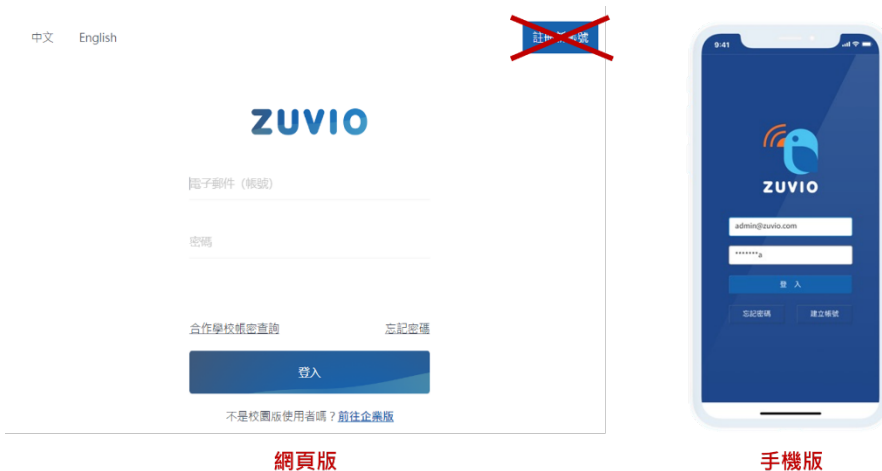 中文 English
註冊新帳號
ZUVIO
電子郵件（帳號）
密碼
合作學校帳密查詢 忘記密碼
登入
不是校園版使用者嗎？前往企業版
網頁版
9:41
ZUVIO
admin@zuvio.com
*******a
登 入
忘記密碼 建立帳號
手機版